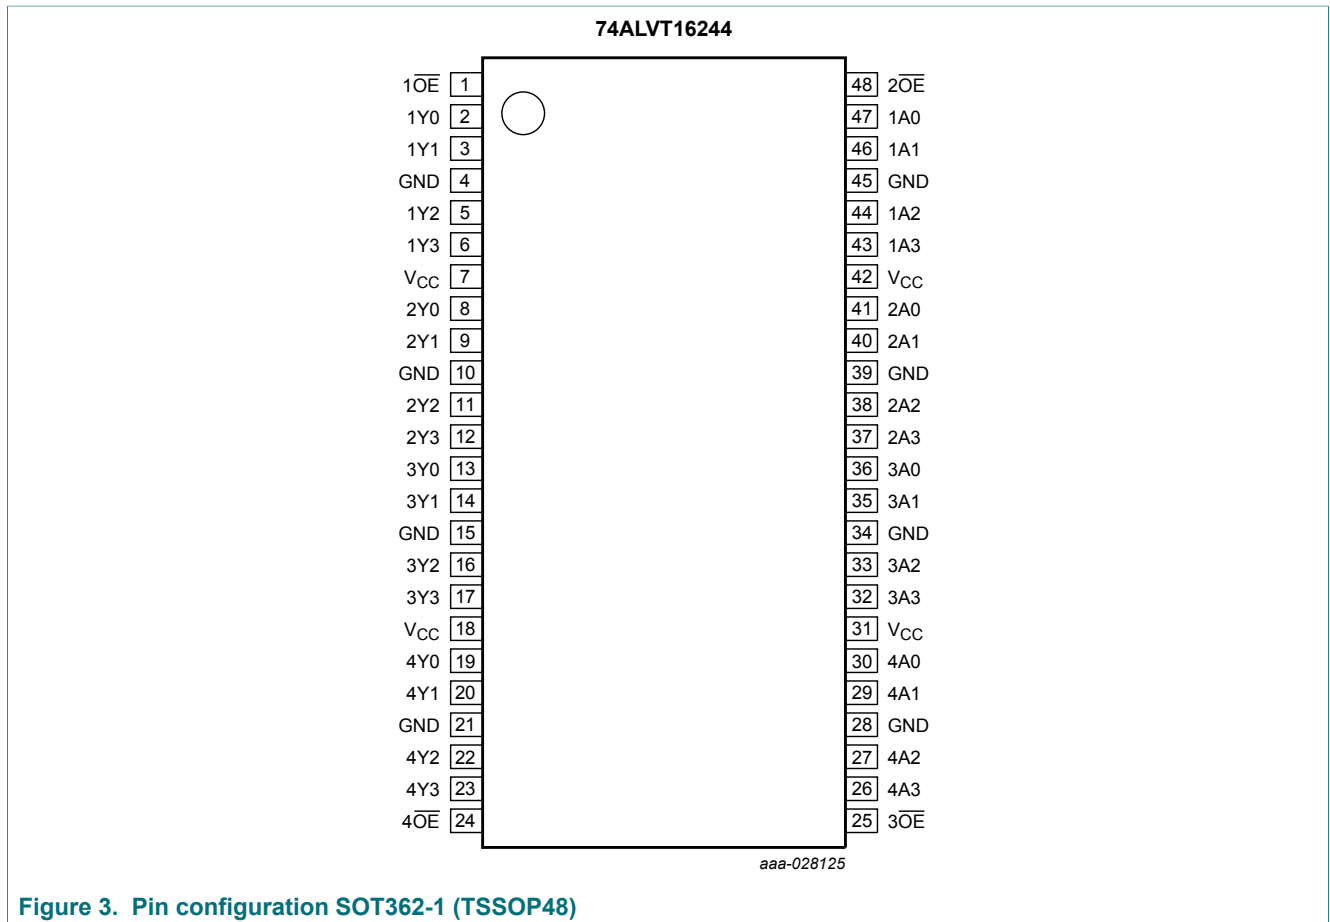 74ALVT16244
1O̅E̅ 1 48 2O̅E̅
1Y0 2 47 1A0
1Y1 3 46 1A1
GND 4 45 GND
1Y2 5 44 1A2
1Y3 6 43 1A3
VCC 7 42 VCC
2Y0 8 41 2A0
2Y1 9 40 2A1
GND 10 39 GND
2Y2 11 38 2A2
2Y3 12 37 2A3
3Y0 13 36 3A0
3Y1 14 35 3A1
GND 15 34 GND
3Y2 16 33 3A2
3Y3 17 32 3A3
VCC 18 31 VCC
4Y0 19 30 4A0
4Y1 20 29 4A1
GND 21 28 GND
4Y2 22 27 4A2
4Y3 23 26 4A3
4O̅E̅ 24 25 3O̅E̅
aaa-028125
Figure 3. Pin configuration SOT362-1 (TSSOP48)